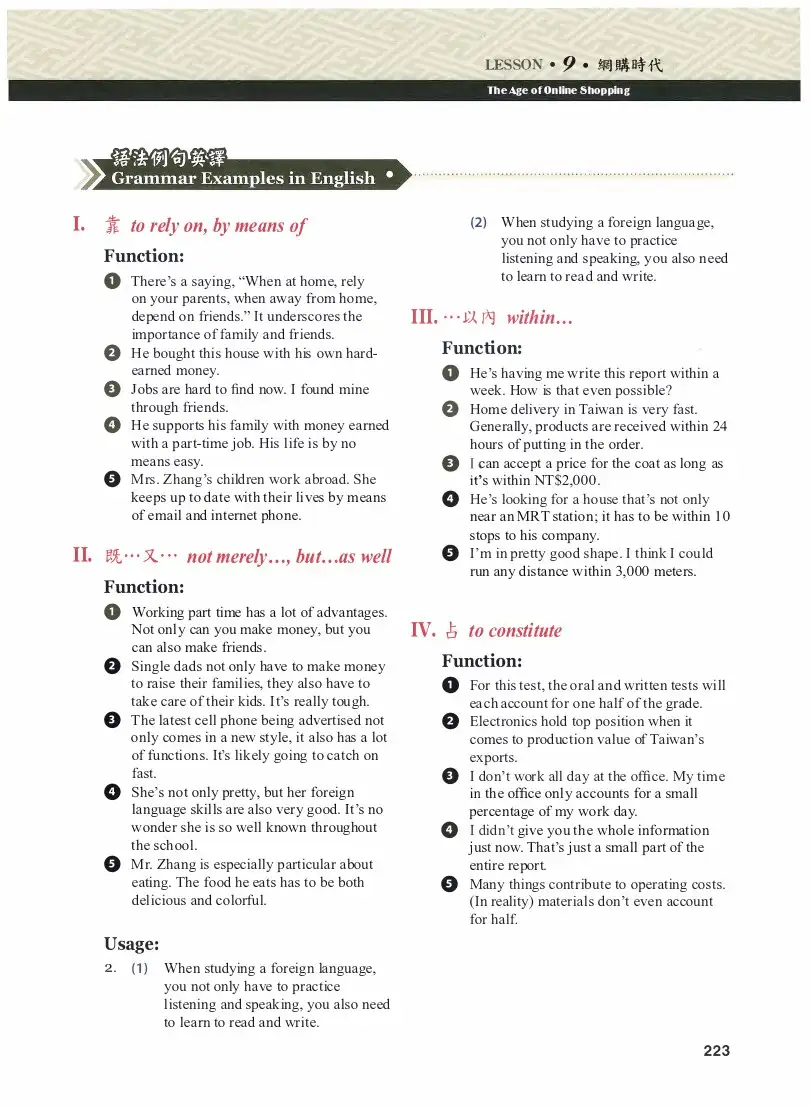 LESSON • 9 • 網購時代
The Age of Online Shopping
語法例句英譯
Grammar Examples in English •
I. 靠 to rely on, by means of
Function:
1 There's a saying, “When at home, rely
on your parents, when away from home,
depend on friends.” It underscores the
importance of family and friends.
2 He bought this house with his own hard-
earned money.
3 Jobs are hard to find now. I found mine
through friends.
4 He supports his family with money earned
with a part-time job. His life is by no
means easy.
5 Mrs. Zhang's children work abroad. She
keeps up to date with their lives by means
of email and internet phone.
II. 既…又… not merely…, but…as well
Function:
1 Working part time has a lot of advantages.
Not only can you make money, but you
can also make friends.
2 Single dads not only have to make money
to raise their families, they also have to
take care of their kids. It's really tough.
3 The latest cell phone being advertised not
only comes in a new style, it also has a lot
of functions. It's likely going to catch on
fast.
4 She's not only pretty, but her foreign
language skills are also very good. It's no
wonder she is so well known throughout
the school.
5 Mr. Zhang is especially particular about
eating. The food he eats has to be both
delicious and colorful.
Usage:
2. (1) When studying a foreign language,
you not only have to practice
listening and speaking, you also need
to learn to read and write.
(2) When studying a foreign language,
you not only have to practice
listening and speaking, you also need
to learn to read and write.
III. …以內 within…
Function:
1 He's having me write this report within a
week. How is that even possible?
2 Home delivery in Taiwan is very fast.
Generally, products are received within 24
hours of putting in the order.
3 I can accept a price for the coat as long as
it's within NT$2,000.
4 He's looking for a house that's not only
near an MRT station; it has to be within 10
stops to his company.
5 I'm in pretty good shape. I think I could
run any distance within 3,000 meters.
IV. 占 to constitute
Function:
1 For this test, the oral and written tests will
each account for one half of the grade.
2 Electronics hold top position when it
comes to production value of Taiwan's
exports.
3 I don't work all day at the office. My time
in the office only accounts for a small
percentage of my work day.
4 I didn't give you the whole information
just now. That's just a small part of the
entire report.
5 Many things contribute to operating costs.
(In reality) materials don't even account
for half.
223